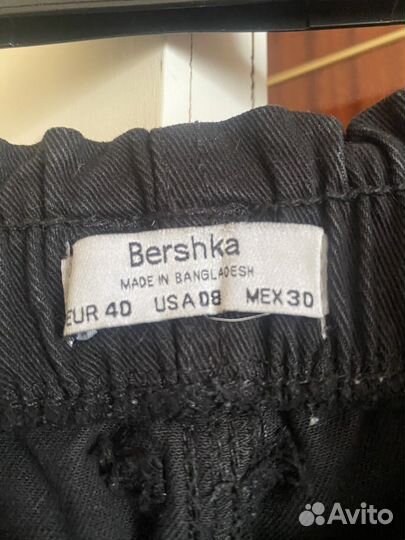 Bershka
MADE IN BANGLADESH
EUR 40 USA 08 MEX 30
Avito